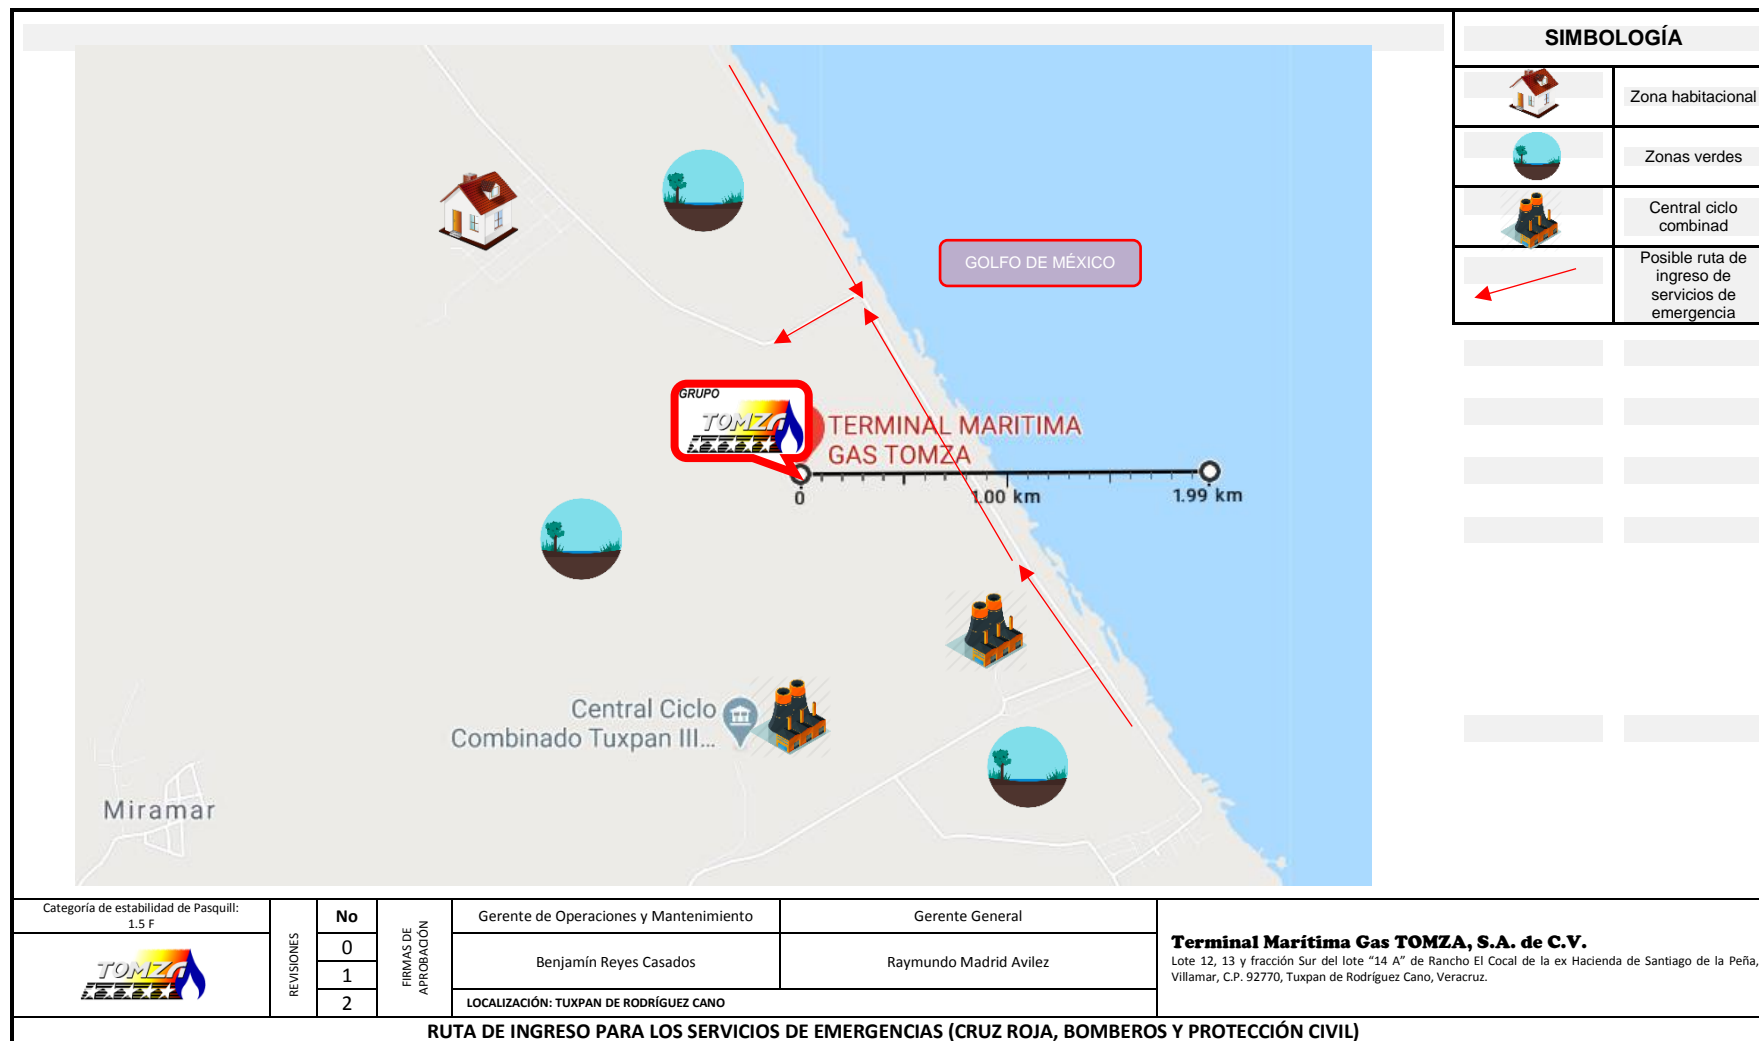 SIMBOLOGÍA
Zona habitacional
Zonas verdes
Central ciclo
combinad
Posible ruta de
ingreso de
servicios de
emergencia
GOLFO DE MÉXICO
GRUPO
TOMZA
TERMINAL MARITIMA
GAS TOMZA
0
1.00 km
1.99 km
Central Ciclo
Combinado Tuxpan III...
Miramar
Categoría de estabilidad de Pasquill:
1.5 F
TOMZA
REVISIONES
No
0
1
2
FIRMAS DE
APROBACIÓN
Gerente de Operaciones y Mantenimiento
Gerente General
Benjamín Reyes Casados
Raymundo Madrid Avilez
LOCALIZACIÓN: TUXPAN DE RODRÍGUEZ CANO
Terminal Marítima Gas TOMZA, S.A. de C.V.
Lote 12, 13 y fracción Sur del lote “14 A” de Rancho El Cocal de la ex Hacienda de Santiago de la Peña,
Villamar, C.P. 92770, Tuxpan de Rodríguez Cano, Veracruz.
RUTA DE INGRESO PARA LOS SERVICIOS DE EMERGENCIAS (CRUZ ROJA, BOMBEROS Y PROTECCIÓN CIVIL)